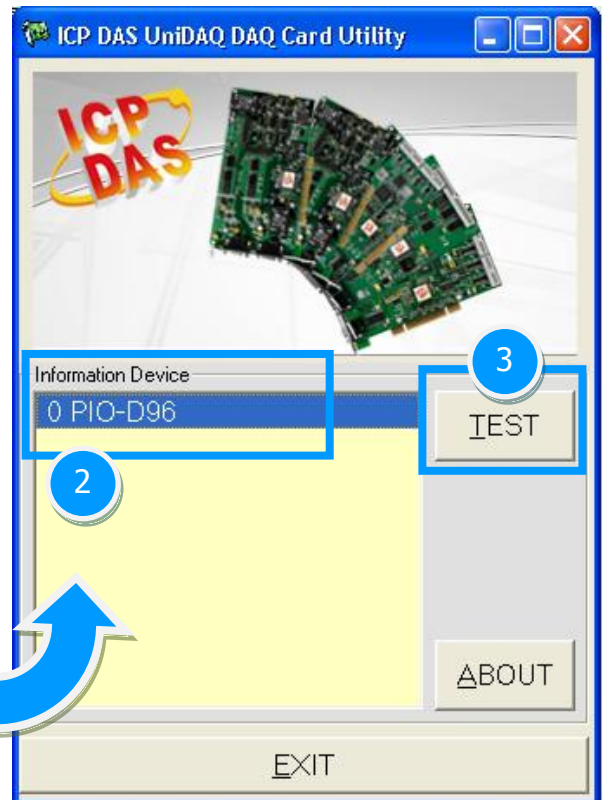 ICP DAS UniDAQ DAQ Card Utility
ICP
DAS
Information Device
3
0 PIO-D96
TEST
2
ABOUT
EXIT